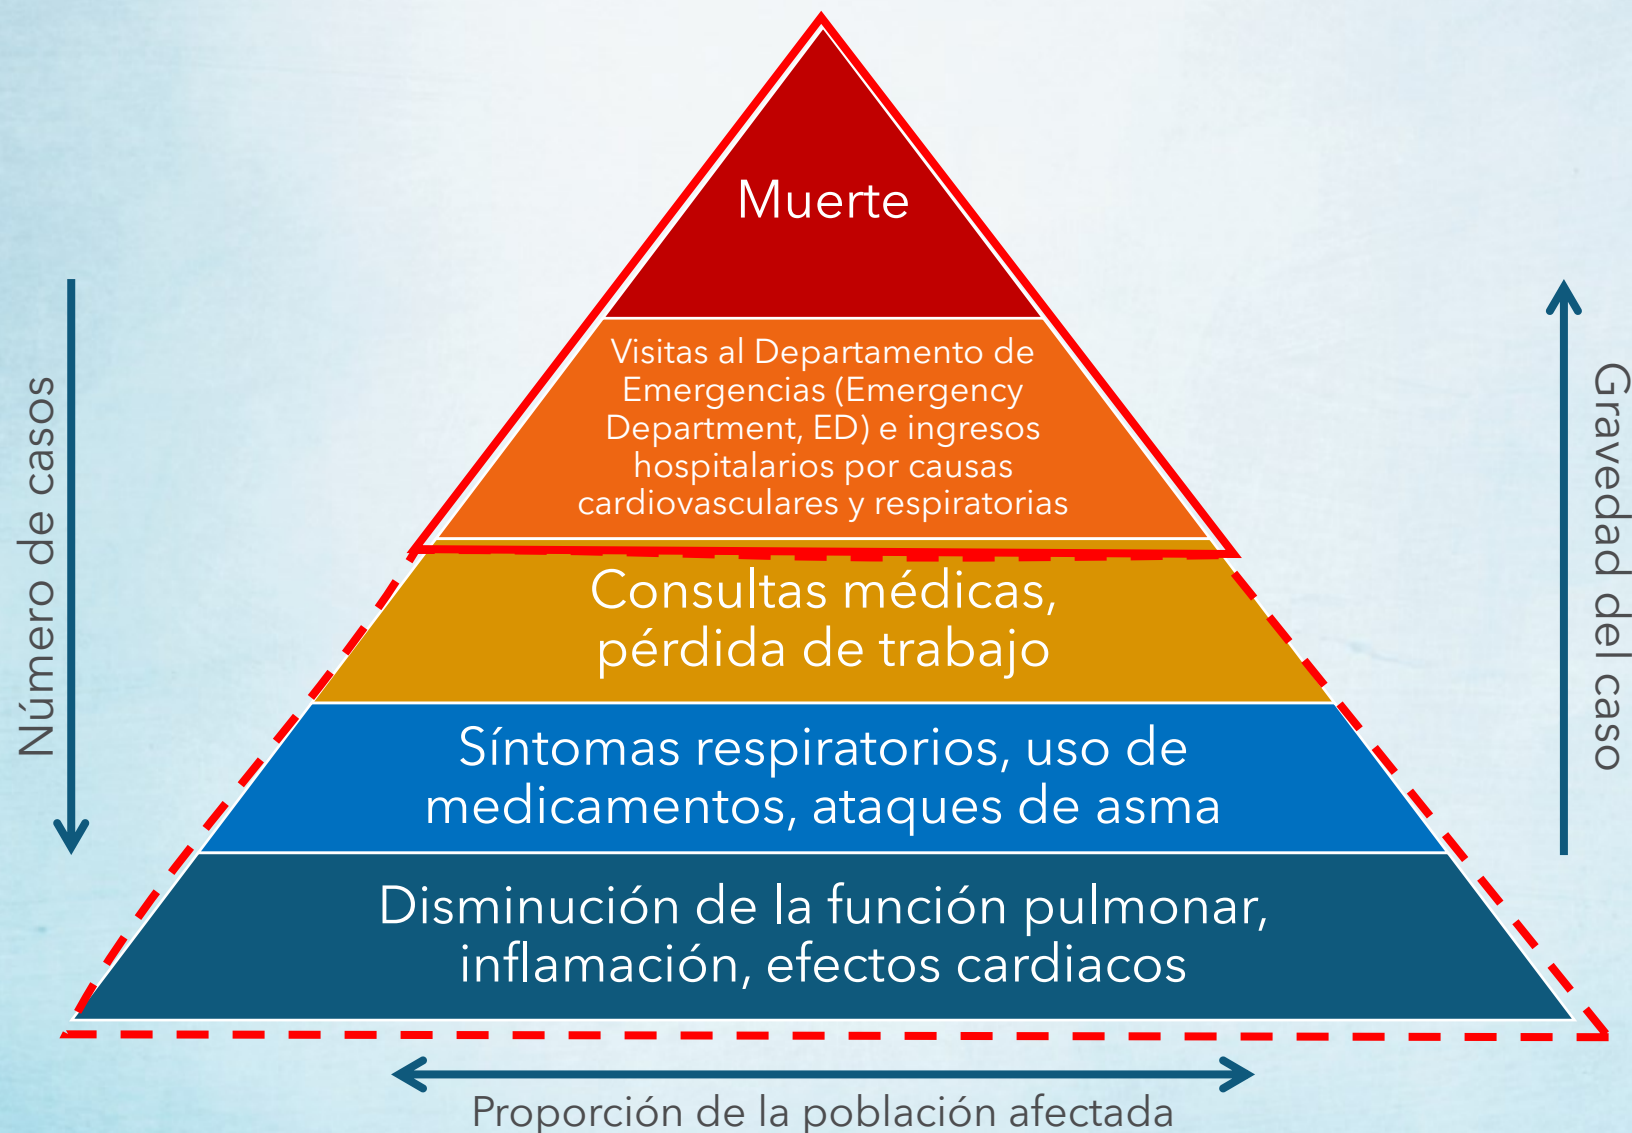 Muerte
Visitas al Departamento de
Emergencias (Emergency
Department, ED) e ingresos
hospitalarios por causas
cardiovasculares y respiratorias
Consultas médicas,
pérdida de trabajo
Síntomas respiratorios, uso de
medicamentos, ataques de asma
Disminución de la función pulmonar,
inflamación, efectos cardiacos
Número de casos
Gravedad del caso
Proporción de la población afectada